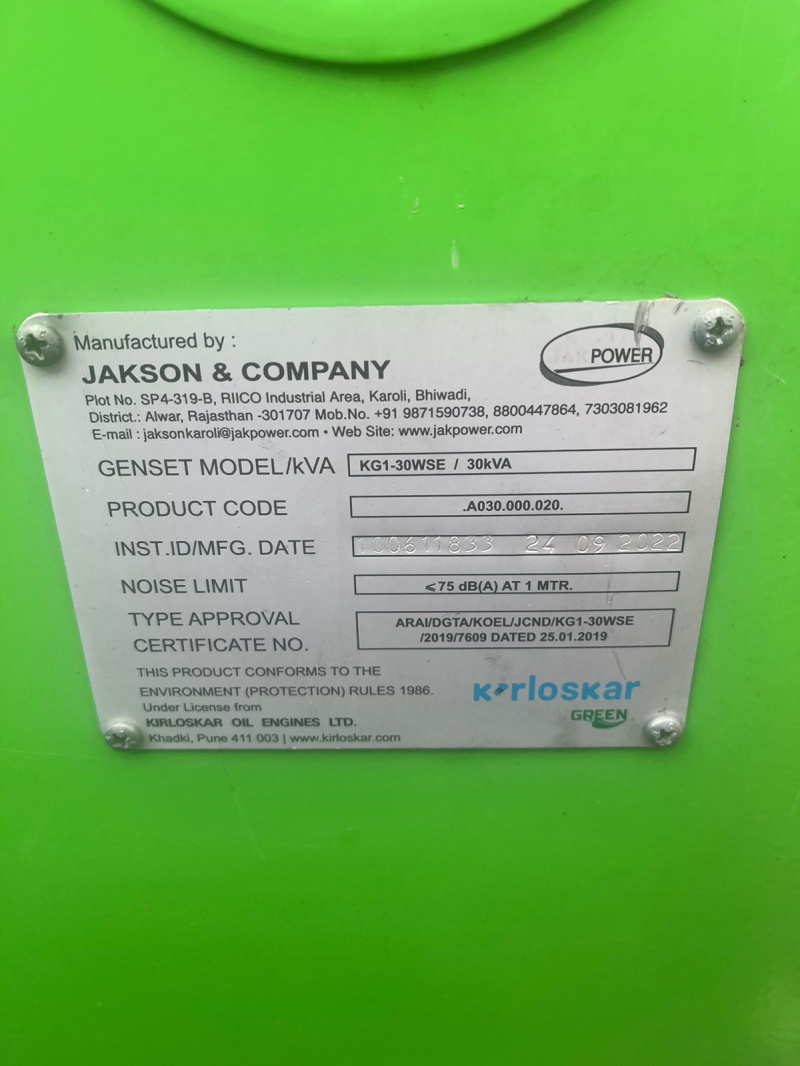 Manufactured by :
JAKSON & COMPANY
JAKPOWER
Plot No. SP4-319-B, RIICO Industrial Area, Karoli, Bhiwadi,
District.: Alwar, Rajasthan -301707 Mob.No. +91 9871590738, 8800447864, 7303081962
E-mail : jaksonkaroli@jakpower.com • Web Site: www.jakpower.com
GENSET MODEL/kVA KG1-30WSE / 30kVA
PRODUCT CODE .A030.000.020.
INST.ID/MFG. DATE 24 09 2022
NOISE LIMIT ⩽75 dB(A) AT 1 MTR.
TYPE APPROVAL
CERTIFICATE NO.
ARAI/DGTA/KOEL/JCND/KG1-30WSE
/2019/7609 DATED 25.01.2019
THIS PRODUCT CONFORMS TO THE
ENVIRONMENT (PROTECTION) RULES 1986.
Under License from
KIRLOSKAR OIL ENGINES LTD.
Khadki, Pune 411 003 | www.kirloskar.com
kirloskar
GREEN